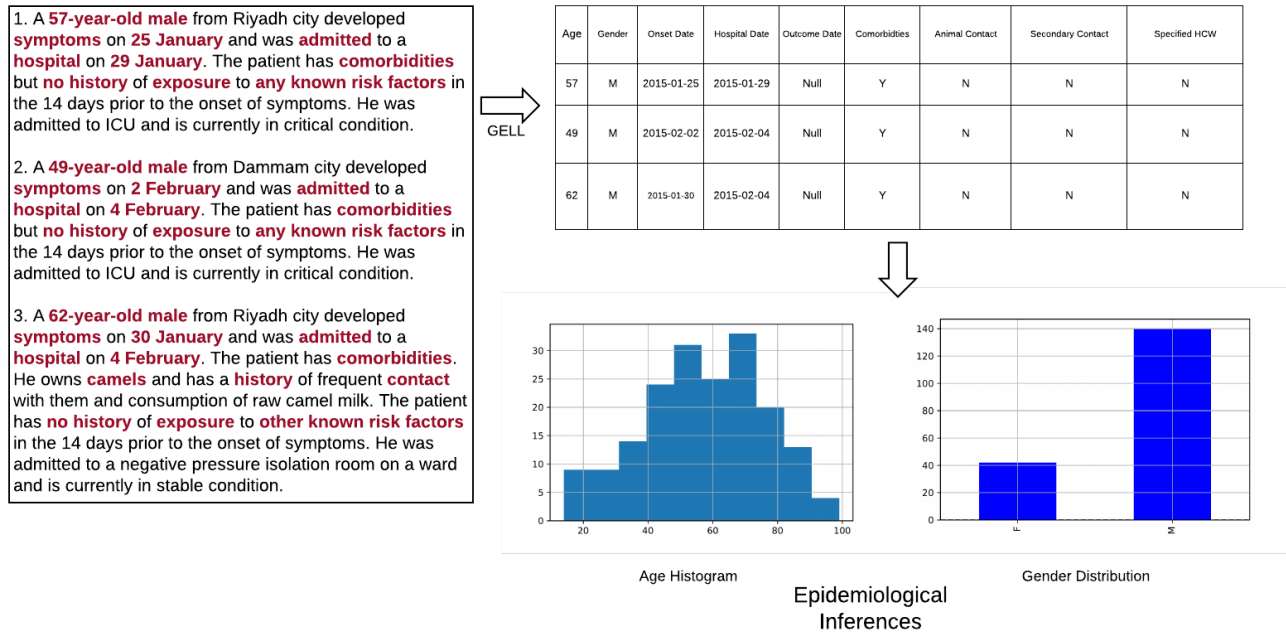 1. A 57-year-old male from Riyadh city developed
symptoms on 25 January and was admitted to a
hospital on 29 January. The patient has comorbidities
but no history of exposure to any known risk factors in
the 14 days prior to the onset of symptoms. He was
admitted to ICU and is currently in critical condition.
2. A 49-year-old male from Dammam city developed
symptoms on 2 February and was admitted to a
hospital on 4 February. The patient has comorbidities
but no history of exposure to any known risk factors in
the 14 days prior to the onset of symptoms. He was
admitted to ICU and is currently in critical condition.
3. A 62-year-old male from Riyadh city developed
symptoms on 30 January and was admitted to a
hospital on 4 February. The patient has comorbidities.
He owns camels and has a history of frequent contact
with them and consumption of raw camel milk. The patient
has no history of exposure to other known risk factors
in the 14 days prior to the onset of symptoms. He was
admitted to a negative pressure isolation room on a ward
and is currently in stable condition.
GELL
Age Gender Onset Date Hospital Date Outcome Date Comorbidties Animal Contact Secondary Contact Specified HCW
57 M 2015-01-25 2015-01-29 Null Y N N N
49 M 2015-02-02 2015-02-04 Null Y N N N
62 M 2015-01-30 2015-02-04 Null Y N N N
30
25
20
15
10
5
0
20 40 60 80 100
Age Histogram
140
120
100
80
60
40
20
0
F M
Gender Distribution
Epidemiological
Inferences